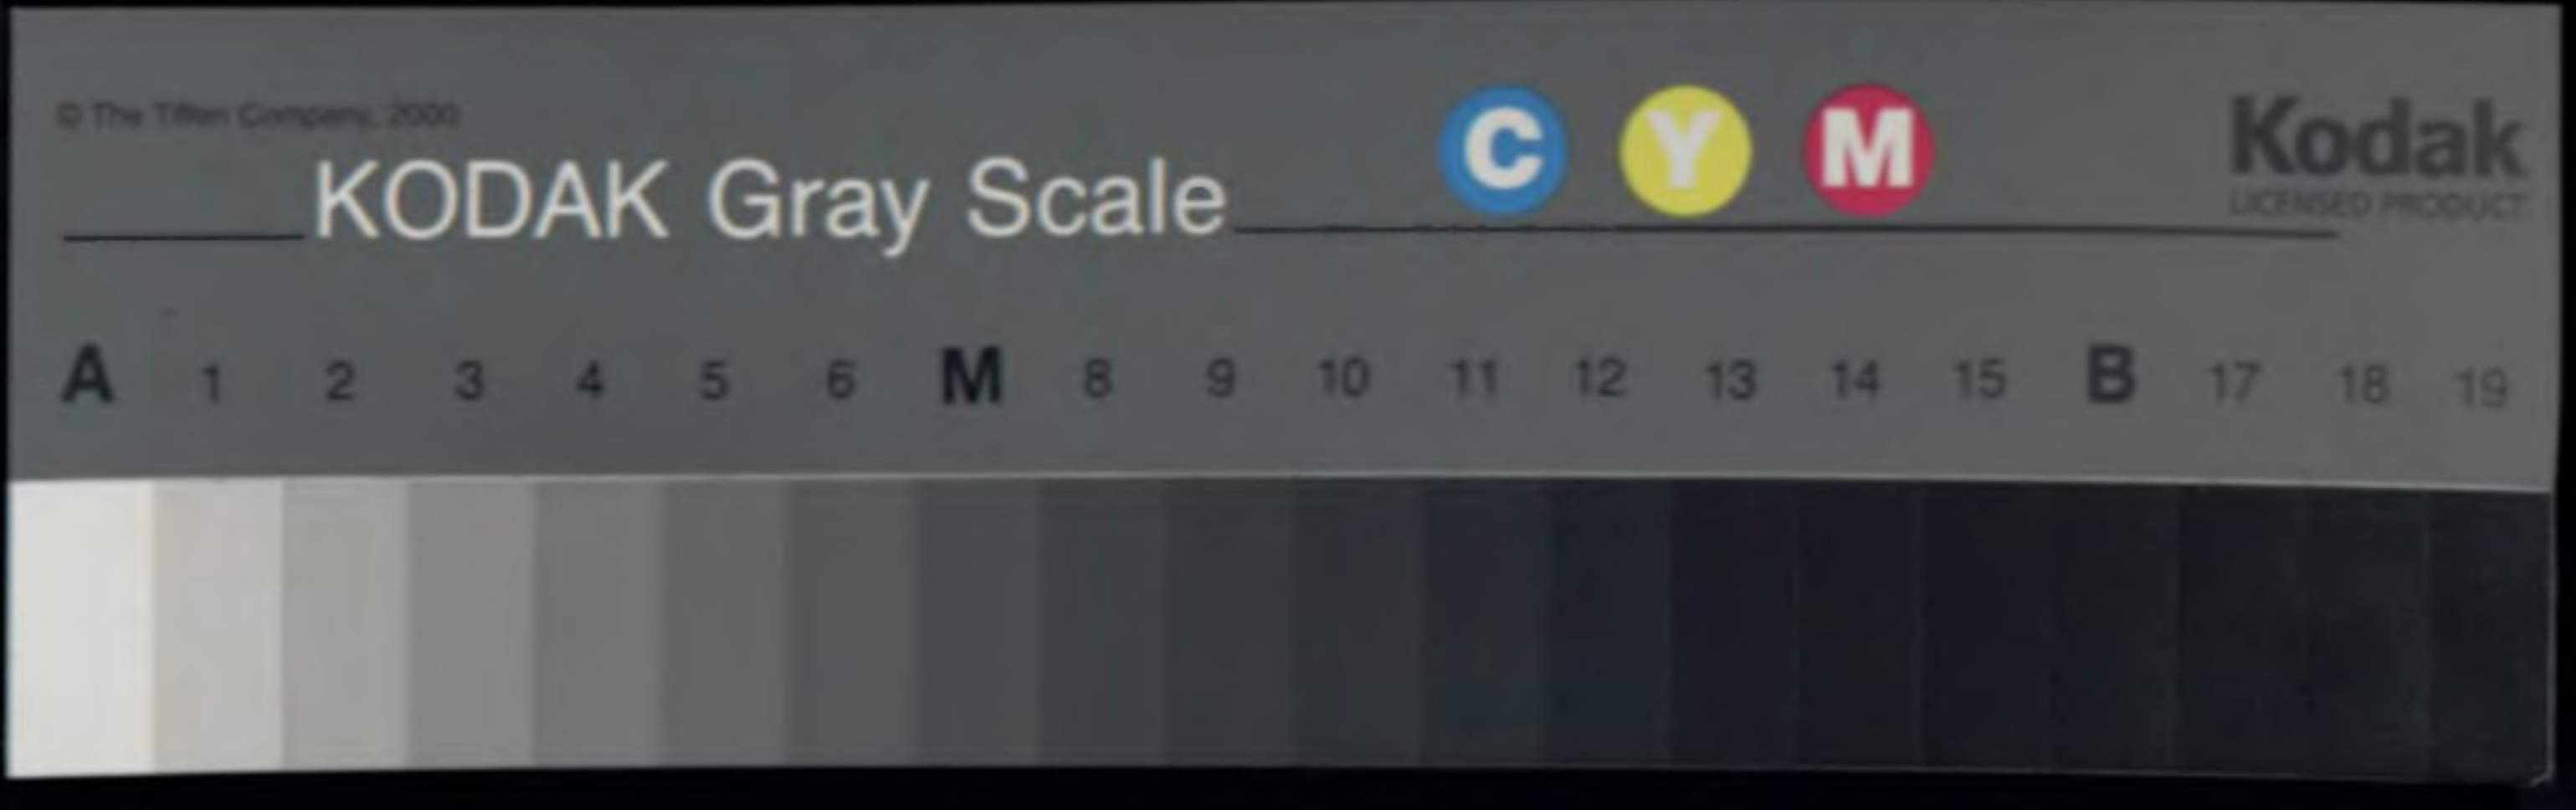 © The Tiffen Company, 2000
KODAK Gray Scale
C Y M
Kodak
LICENSED PRODUCT
A 1 2 3 4 5 6 M 8 9 10 11 12 13 14 15 B 17 18 19